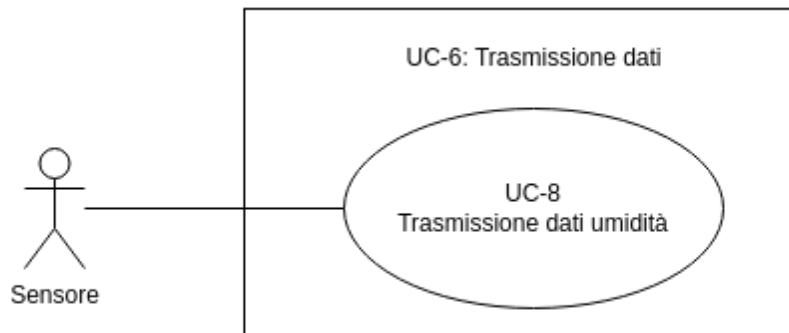 UC-6: Trasmissione dati
UC-8
Trasmissione dati umidità
Sensore